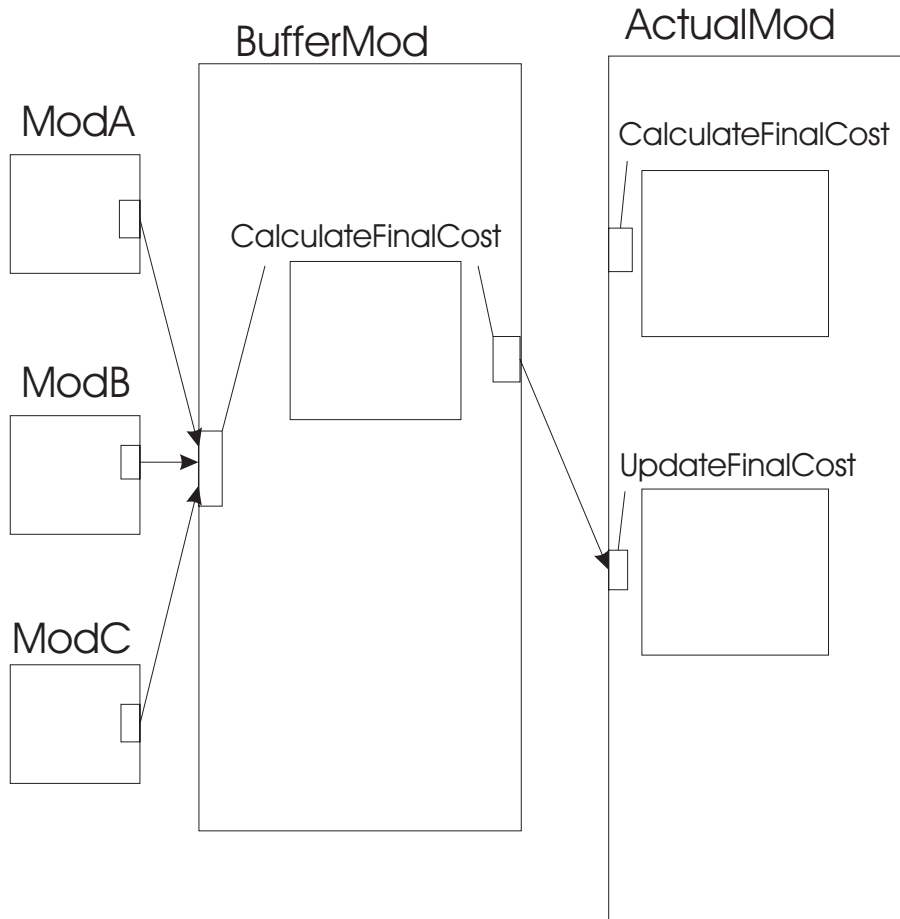 BufferMod
ActualMod
ModA
CalculateFinalCost
CalculateFinalCost
ModB
UpdateFinalCost
ModC